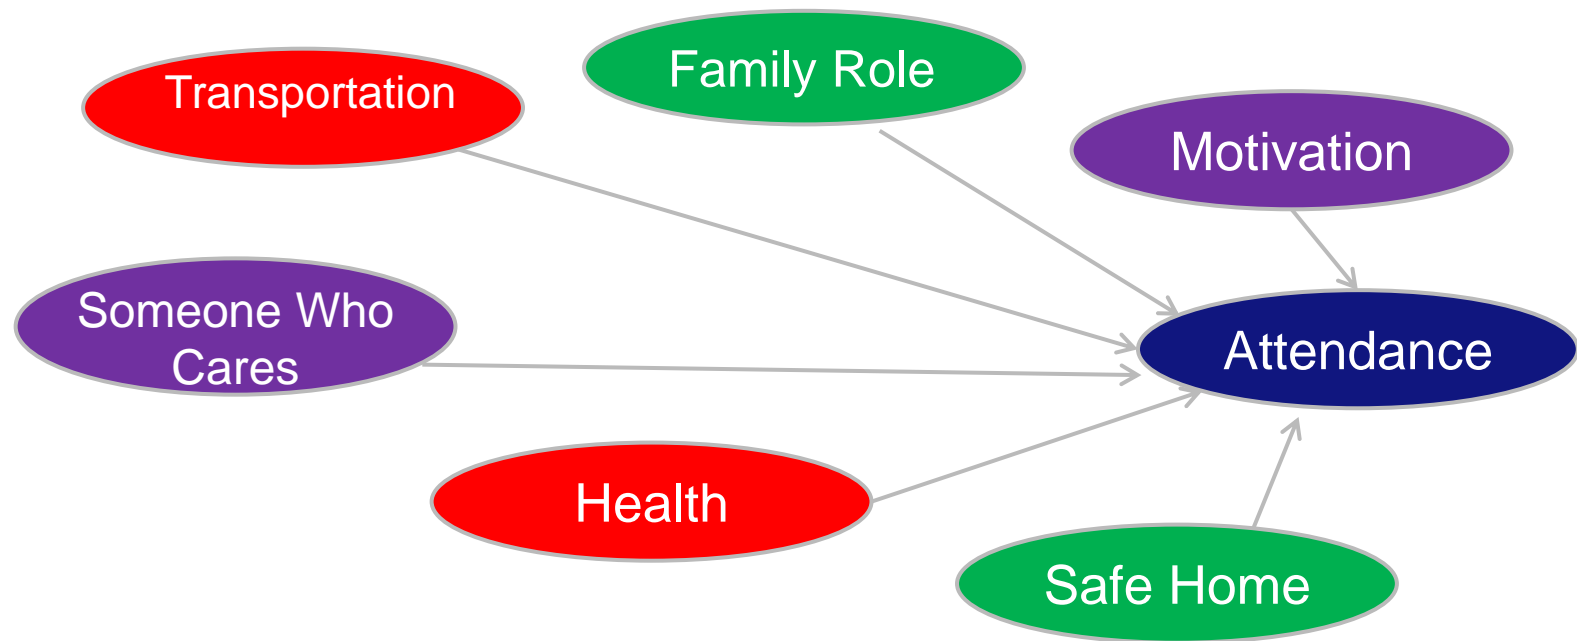 Family Role
Transportation
Motivation
Someone Who
Cares
Attendance
Health
Safe Home